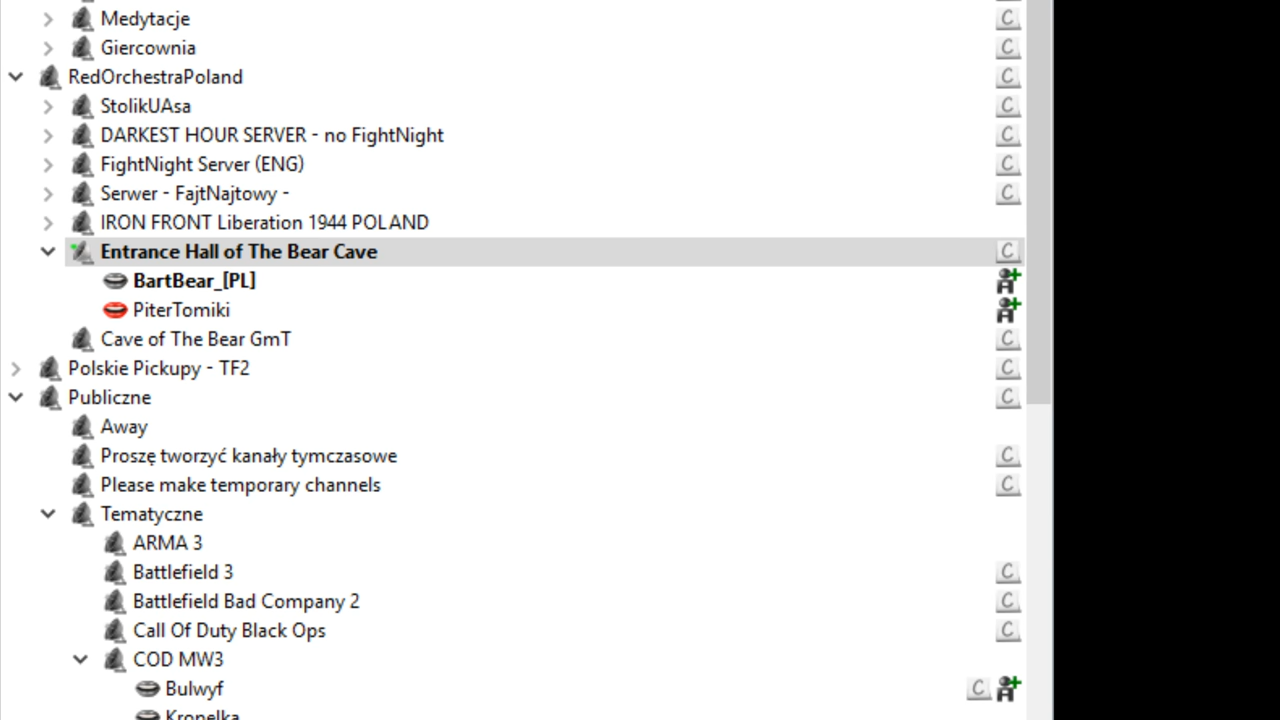 Medytacje C
Giercownia C
RedOrchestraPoland C
StolikUAsa C
DARKEST HOUR SERVER - no FightNight C
FightNight Server (ENG) C
Serwer - FajtNajtowy - C
IRON FRONT Liberation 1944 POLAND
Entrance Hall of The Bear Cave C
BartBear_[PL]
PiterTomiki
Cave of The Bear GmT C
Polskie Pickupy - TF2 C
Publiczne C
Away
Proszę tworzyć kanały tymczasowe C
Please make temporary channels C
Tematyczne
ARMA 3
Battlefield 3 C
Battlefield Bad Company 2 C
Call Of Duty Black Ops C
COD MW3
Bulwyf C
Kropelka